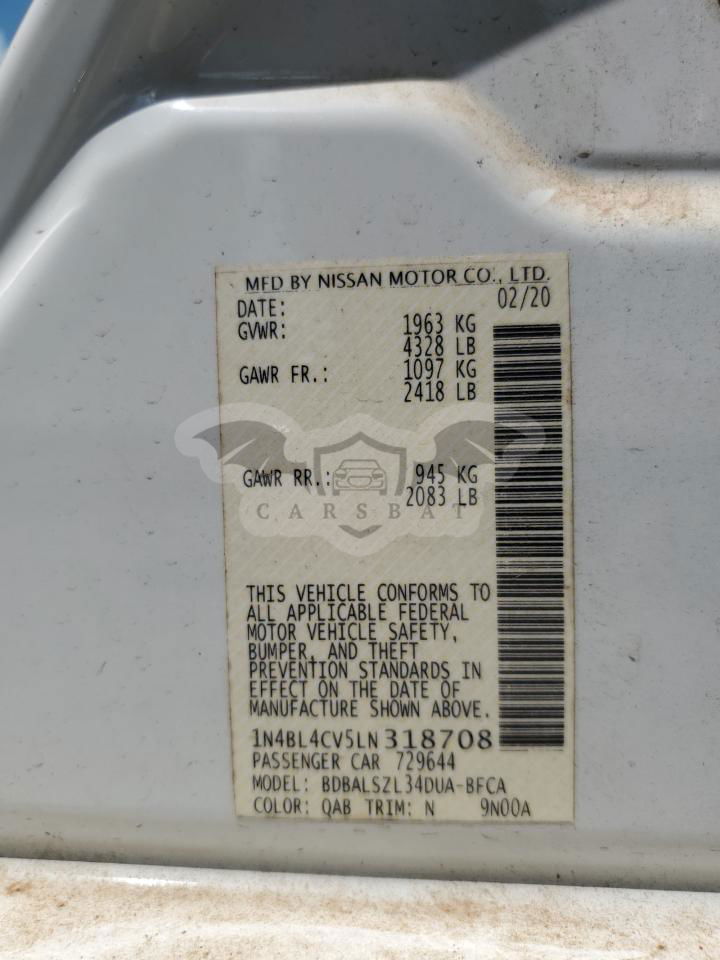 MFD BY NISSAN MOTOR CO., LTD.
DATE: 02/20
GVWR: 1963 KG
4328 LB
GAWR FR.: 1097 KG
2418 LB
GAWR RR.: 945 KG
2083 LB
CARSBAT
THIS VEHICLE CONFORMS TO
ALL APPLICABLE FEDERAL
MOTOR VEHICLE SAFETY,
BUMPER, AND THEFT
PREVENTION STANDARDS IN
EFFECT ON THE DATE OF
MANUFACTURE SHOWN ABOVE.
1N4BL4CV5LN318708
PASSENGER CAR 729644
MODEL: BDBALSZL34DUA-BFCA
COLOR: QAB TRIM: N 9N00A